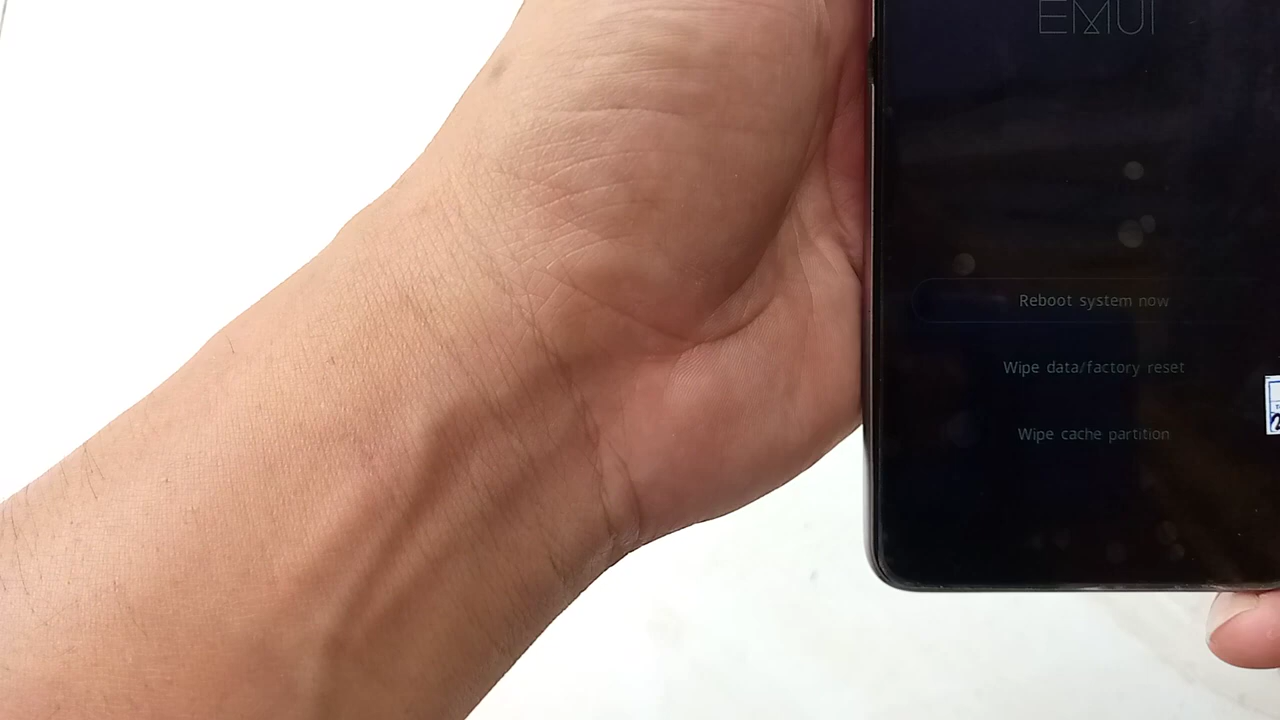 EMUI
Reboot system now
Wipe data/factory reset
Wipe cache partition